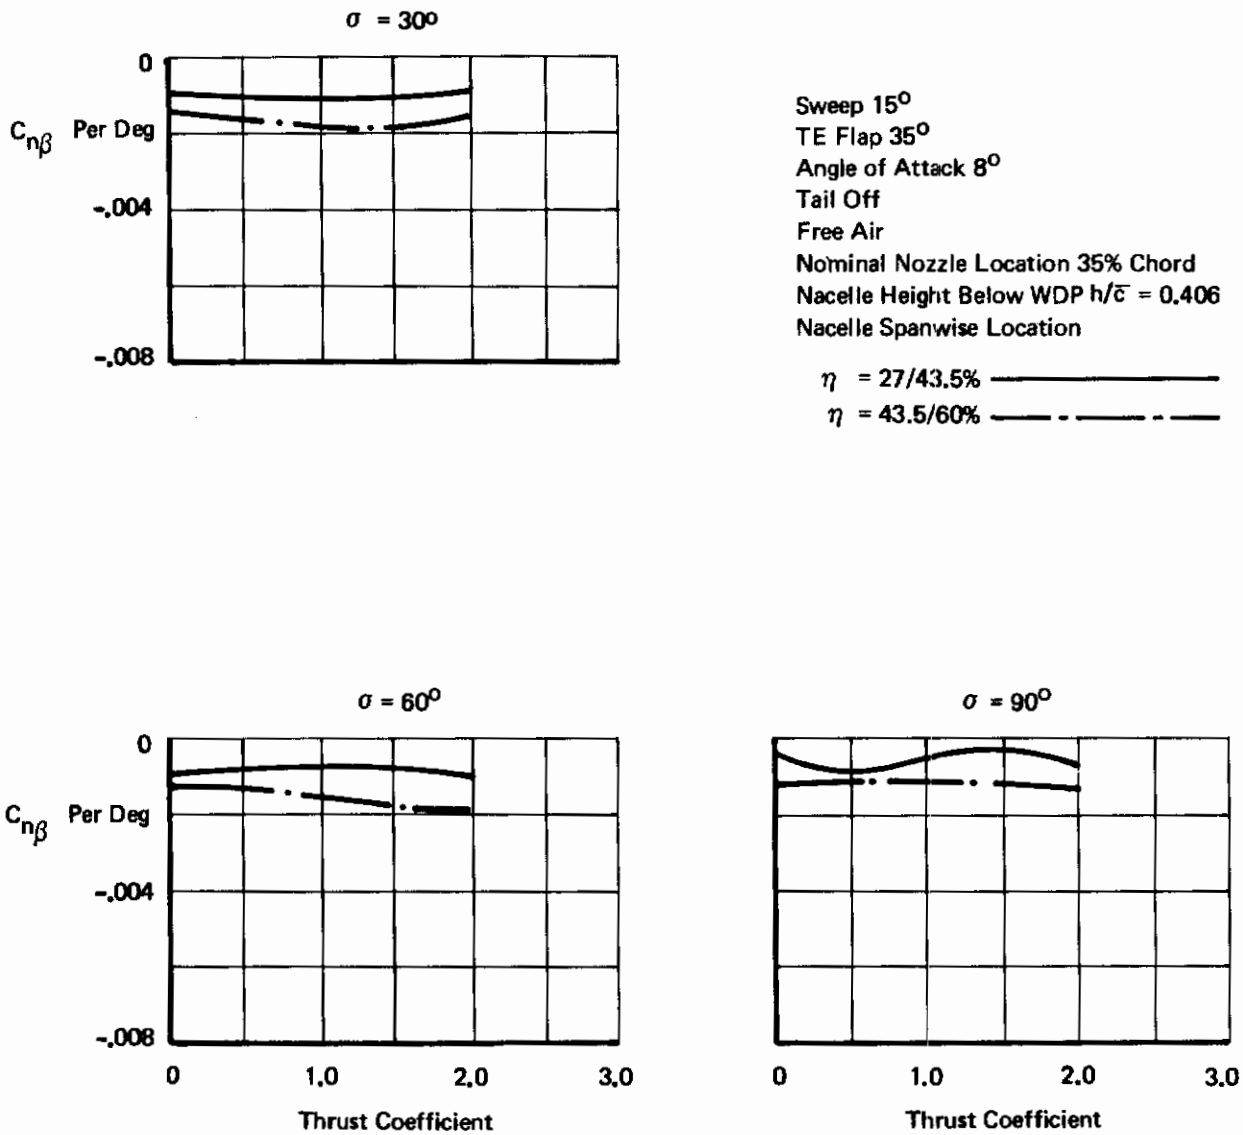 σ = 30°
0
Cnβ Per Deg
-.004
-.008
Sweep 15°
TE Flap 35°
Angle of Attack 8°
Tail Off
Free Air
Nominal Nozzle Location 35% Chord
Nacelle Height Below WDP h/c̅ = 0.406
Nacelle Spanwise Location
η = 27/43.5%
η = 43.5/60%
σ = 60°
0
Cnβ Per Deg
-.004
-.008
0 1.0 2.0 3.0
Thrust Coefficient
σ = 90°
0 1.0 2.0 3.0
Thrust Coefficient